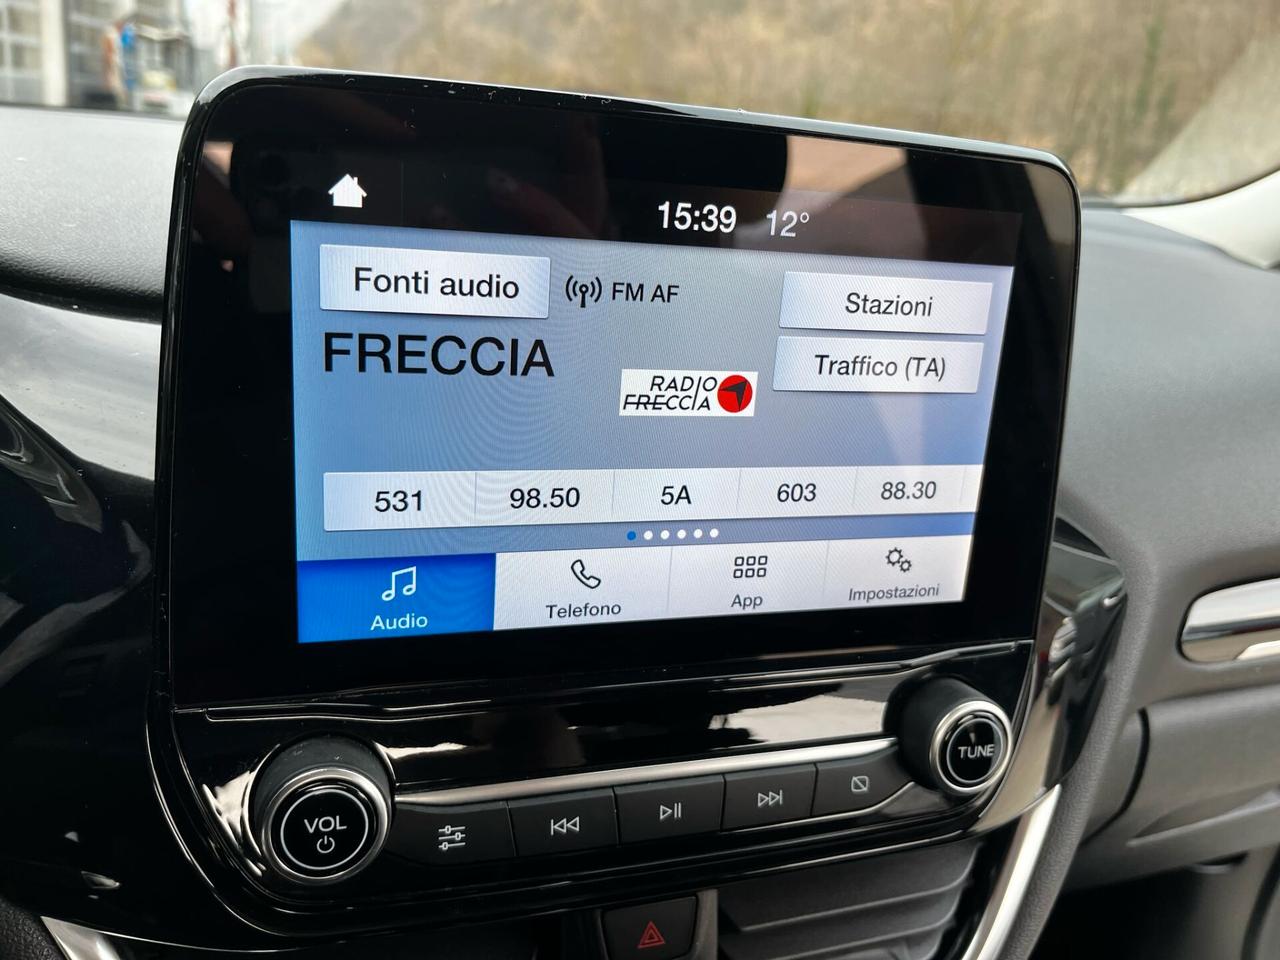 15:39 12°
Fonti audio
FM AF
Stazioni
FRECCIA
Traffico (TA)
RADIO
FRECCIA
531 98.50 5A 603 88.30
Audio
Telefono
App
Impostazioni
VOL
TUNE